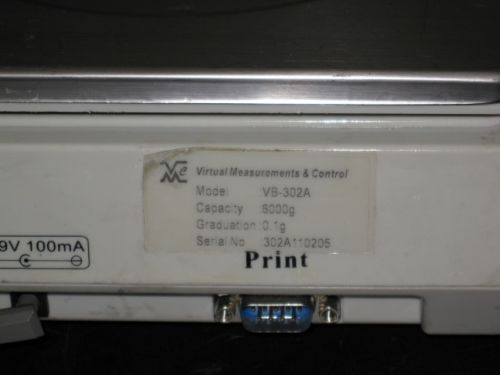 VMC Virtual Measurements & Control
Model :VB-302A
Capacity :6000g
Graduation :0.1g
Serial No :302A110205
9V 100mA
Print